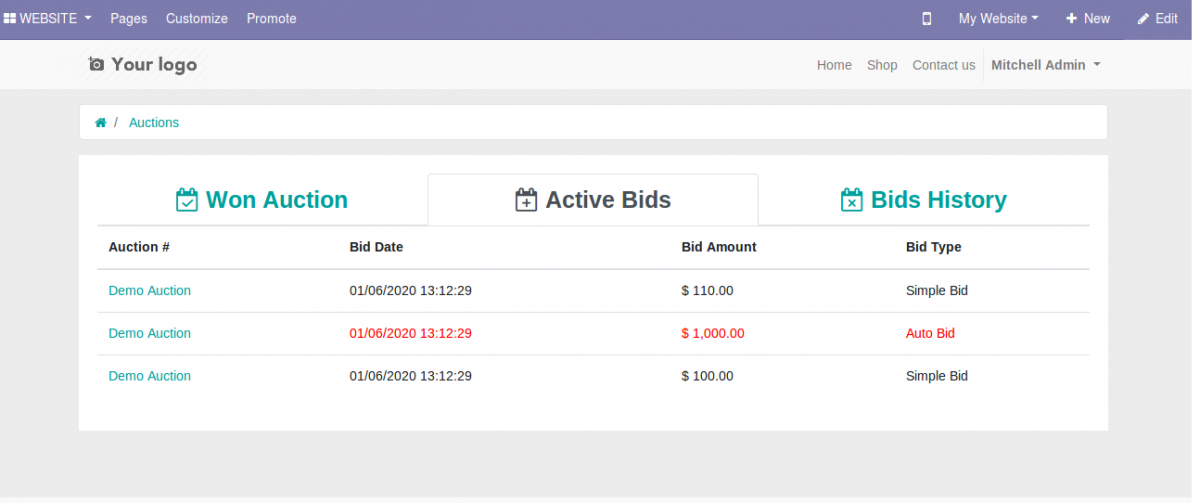 WEBSITE Pages Customize Promote My Website New Edit
Your logo Home Shop Contact us Mitchell Admin
/ Auctions
Won Auction Active Bids Bids History
Auction # Bid Date Bid Amount Bid Type
Demo Auction 01/06/2020 13:12:29 $ 110.00 Simple Bid
Demo Auction 01/06/2020 13:12:29 $ 1,000.00 Auto Bid
Demo Auction 01/06/2020 13:12:29 $ 100.00 Simple Bid